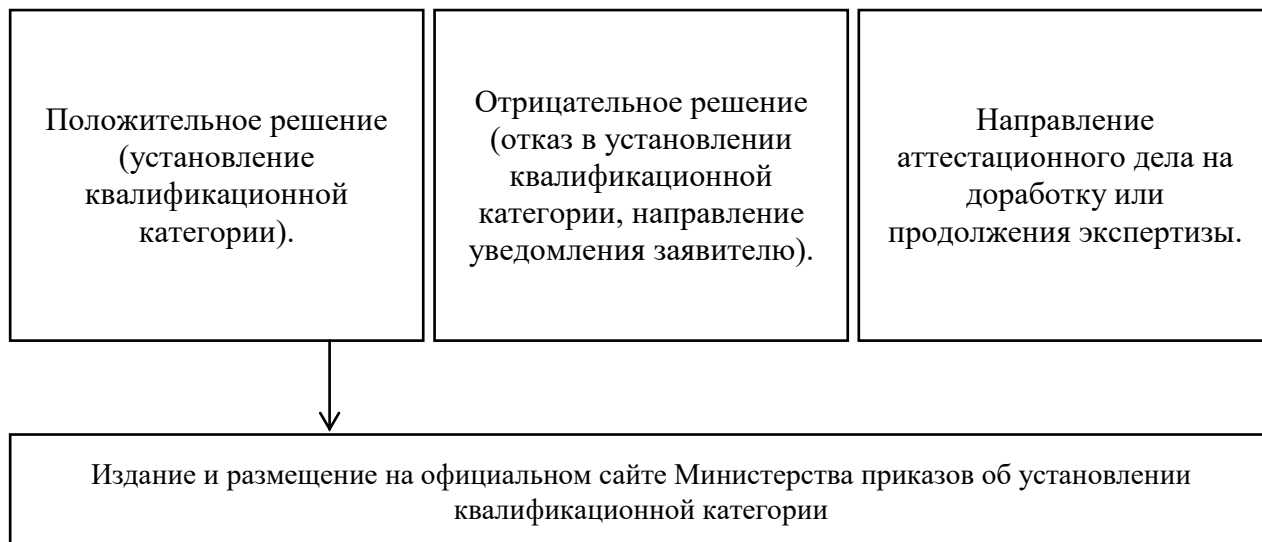 Положительное решение
(установление
квалификационной
категории).
Отрицательное решение
(отказ в установлении
квалификационной
категории, направление
уведомления заявителю).
Направление
аттестационного дела на
доработку или
продолжения экспертизы.
Издание и размещение на официальном сайте Министерства приказов об установлении
квалификационной категории